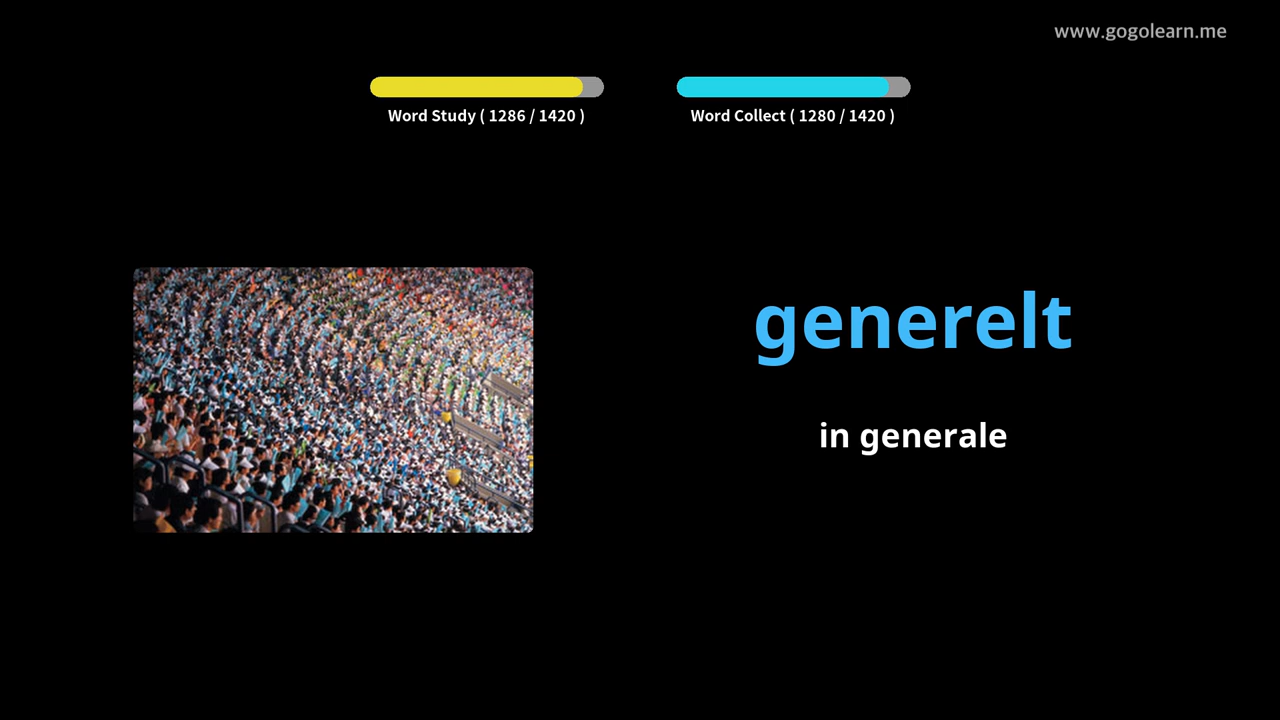 www.gogolearn.me
Word Study ( 1286 / 1420 )
Word Collect ( 1280 / 1420 )
generelt
in generale